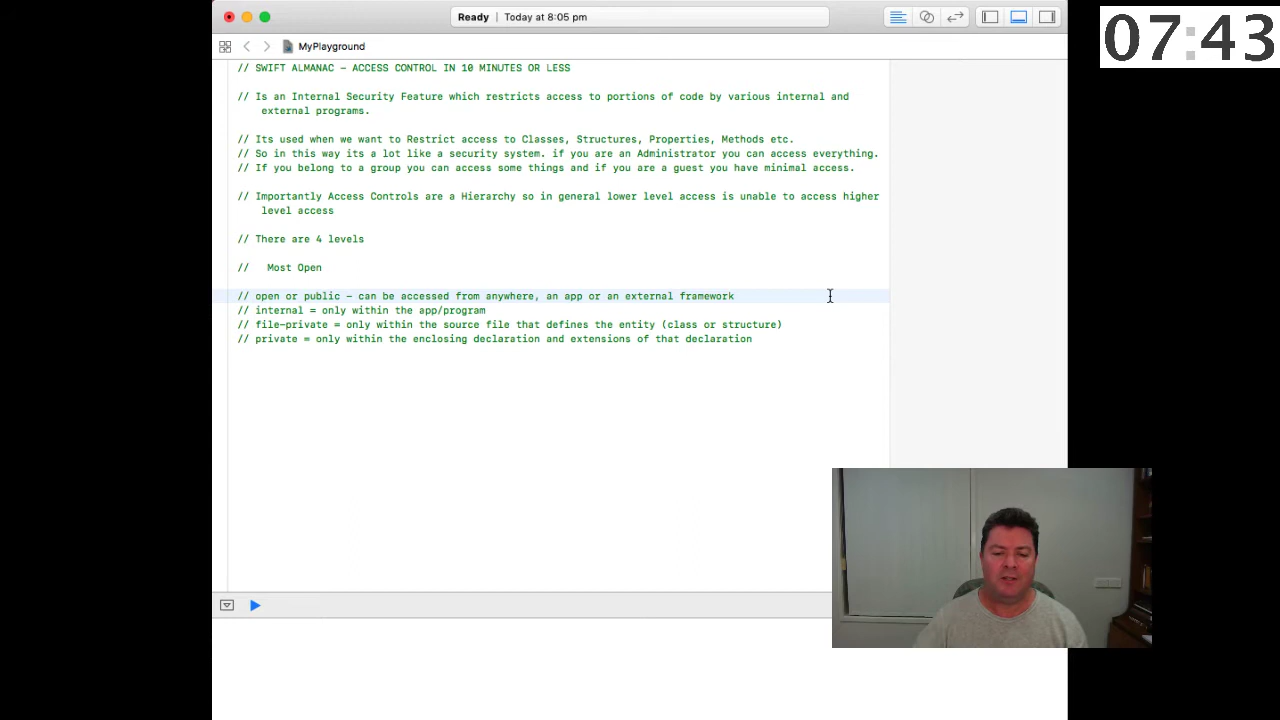 Ready
Today at 8:05 pm
07:43
MyPlayground
// SWIFT ALMANAC – ACCESS CONTROL IN 10 MINUTES OR LESS
// Is an Internal Security Feature which restricts access to portions of code by various internal and
external programs.
// Its used when we want to Restrict access to Classes, Structures, Properties, Methods etc.
// So in this way its a lot like a security system. if you are an Administrator you can access everything.
// If you belong to a group you can access some things and if you are a guest you have minimal access.
// Importantly Access Controls are a Hierarchy so in general lower level access is unable to access higher
level access
// There are 4 levels
// Most Open
// open or public – can be accessed from anywhere, an app or an external framework
// internal = only within the app/program
// file-private = only within the source file that defines the entity (class or structure)
// private = only within the enclosing declaration and extensions of that declaration